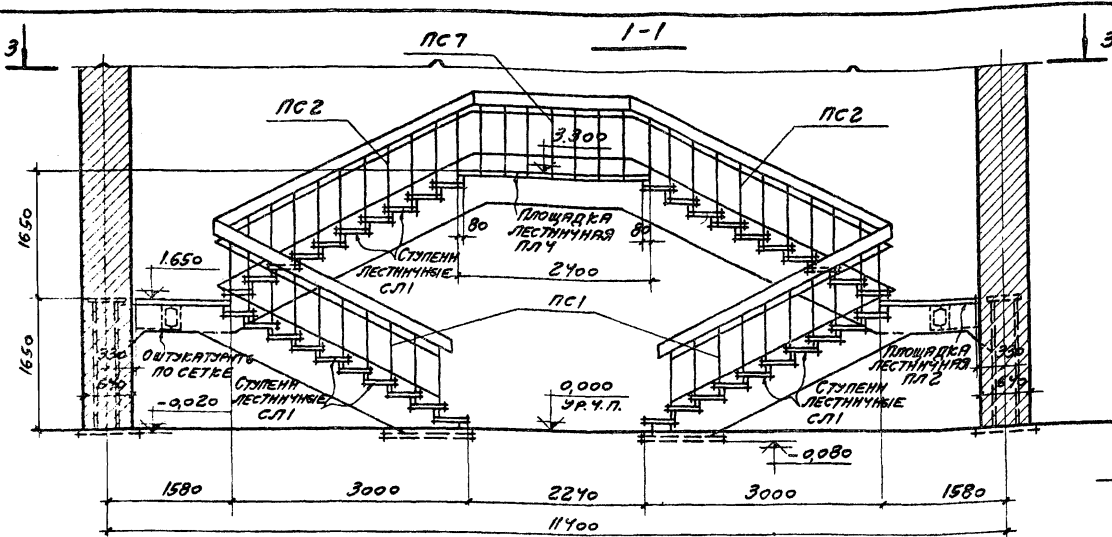 1-1
3
3
ПС7
ПС2
ПС2
3.300
80
80
ПЛОЩАДКА
ЛЕСТНИЧНАЯ
ПЛ4
2400
СТУПЕНИ
ЛЕСТНИЧНЫЕ
СЛ1
1650
1.650
ПС1
1650
330
640
ОШТУКАТУРИТЬ
ПО СЕТКЕ
-0,020
СТУПЕНИ
ЛЕСТНИЧНЫЕ
СЛ1
0,000
УР.Ч.П.
СТУПЕНИ
ЛЕСТНИЧНЫЕ
СЛ1
ПЛОЩАДКА
ЛЕСТНИЧНАЯ
ПЛ2
330
640
-0,080
1580
3000
2240
3000
1580
11400